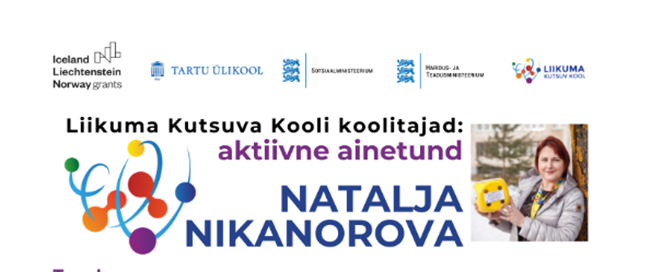 Iceland
Liechtenstein
Norway grants
TARTU ÜLIKOOL
SOTSIAALMINISTEERIUM
HARIDUS- JA
TEADUSMINISTEERIUM
LIIKUMA
KUTSUV KOOL
Liikuma Kutsuva Kooli koolitajad:
aktiivne ainetund
NATALJA
NIKANOROVA